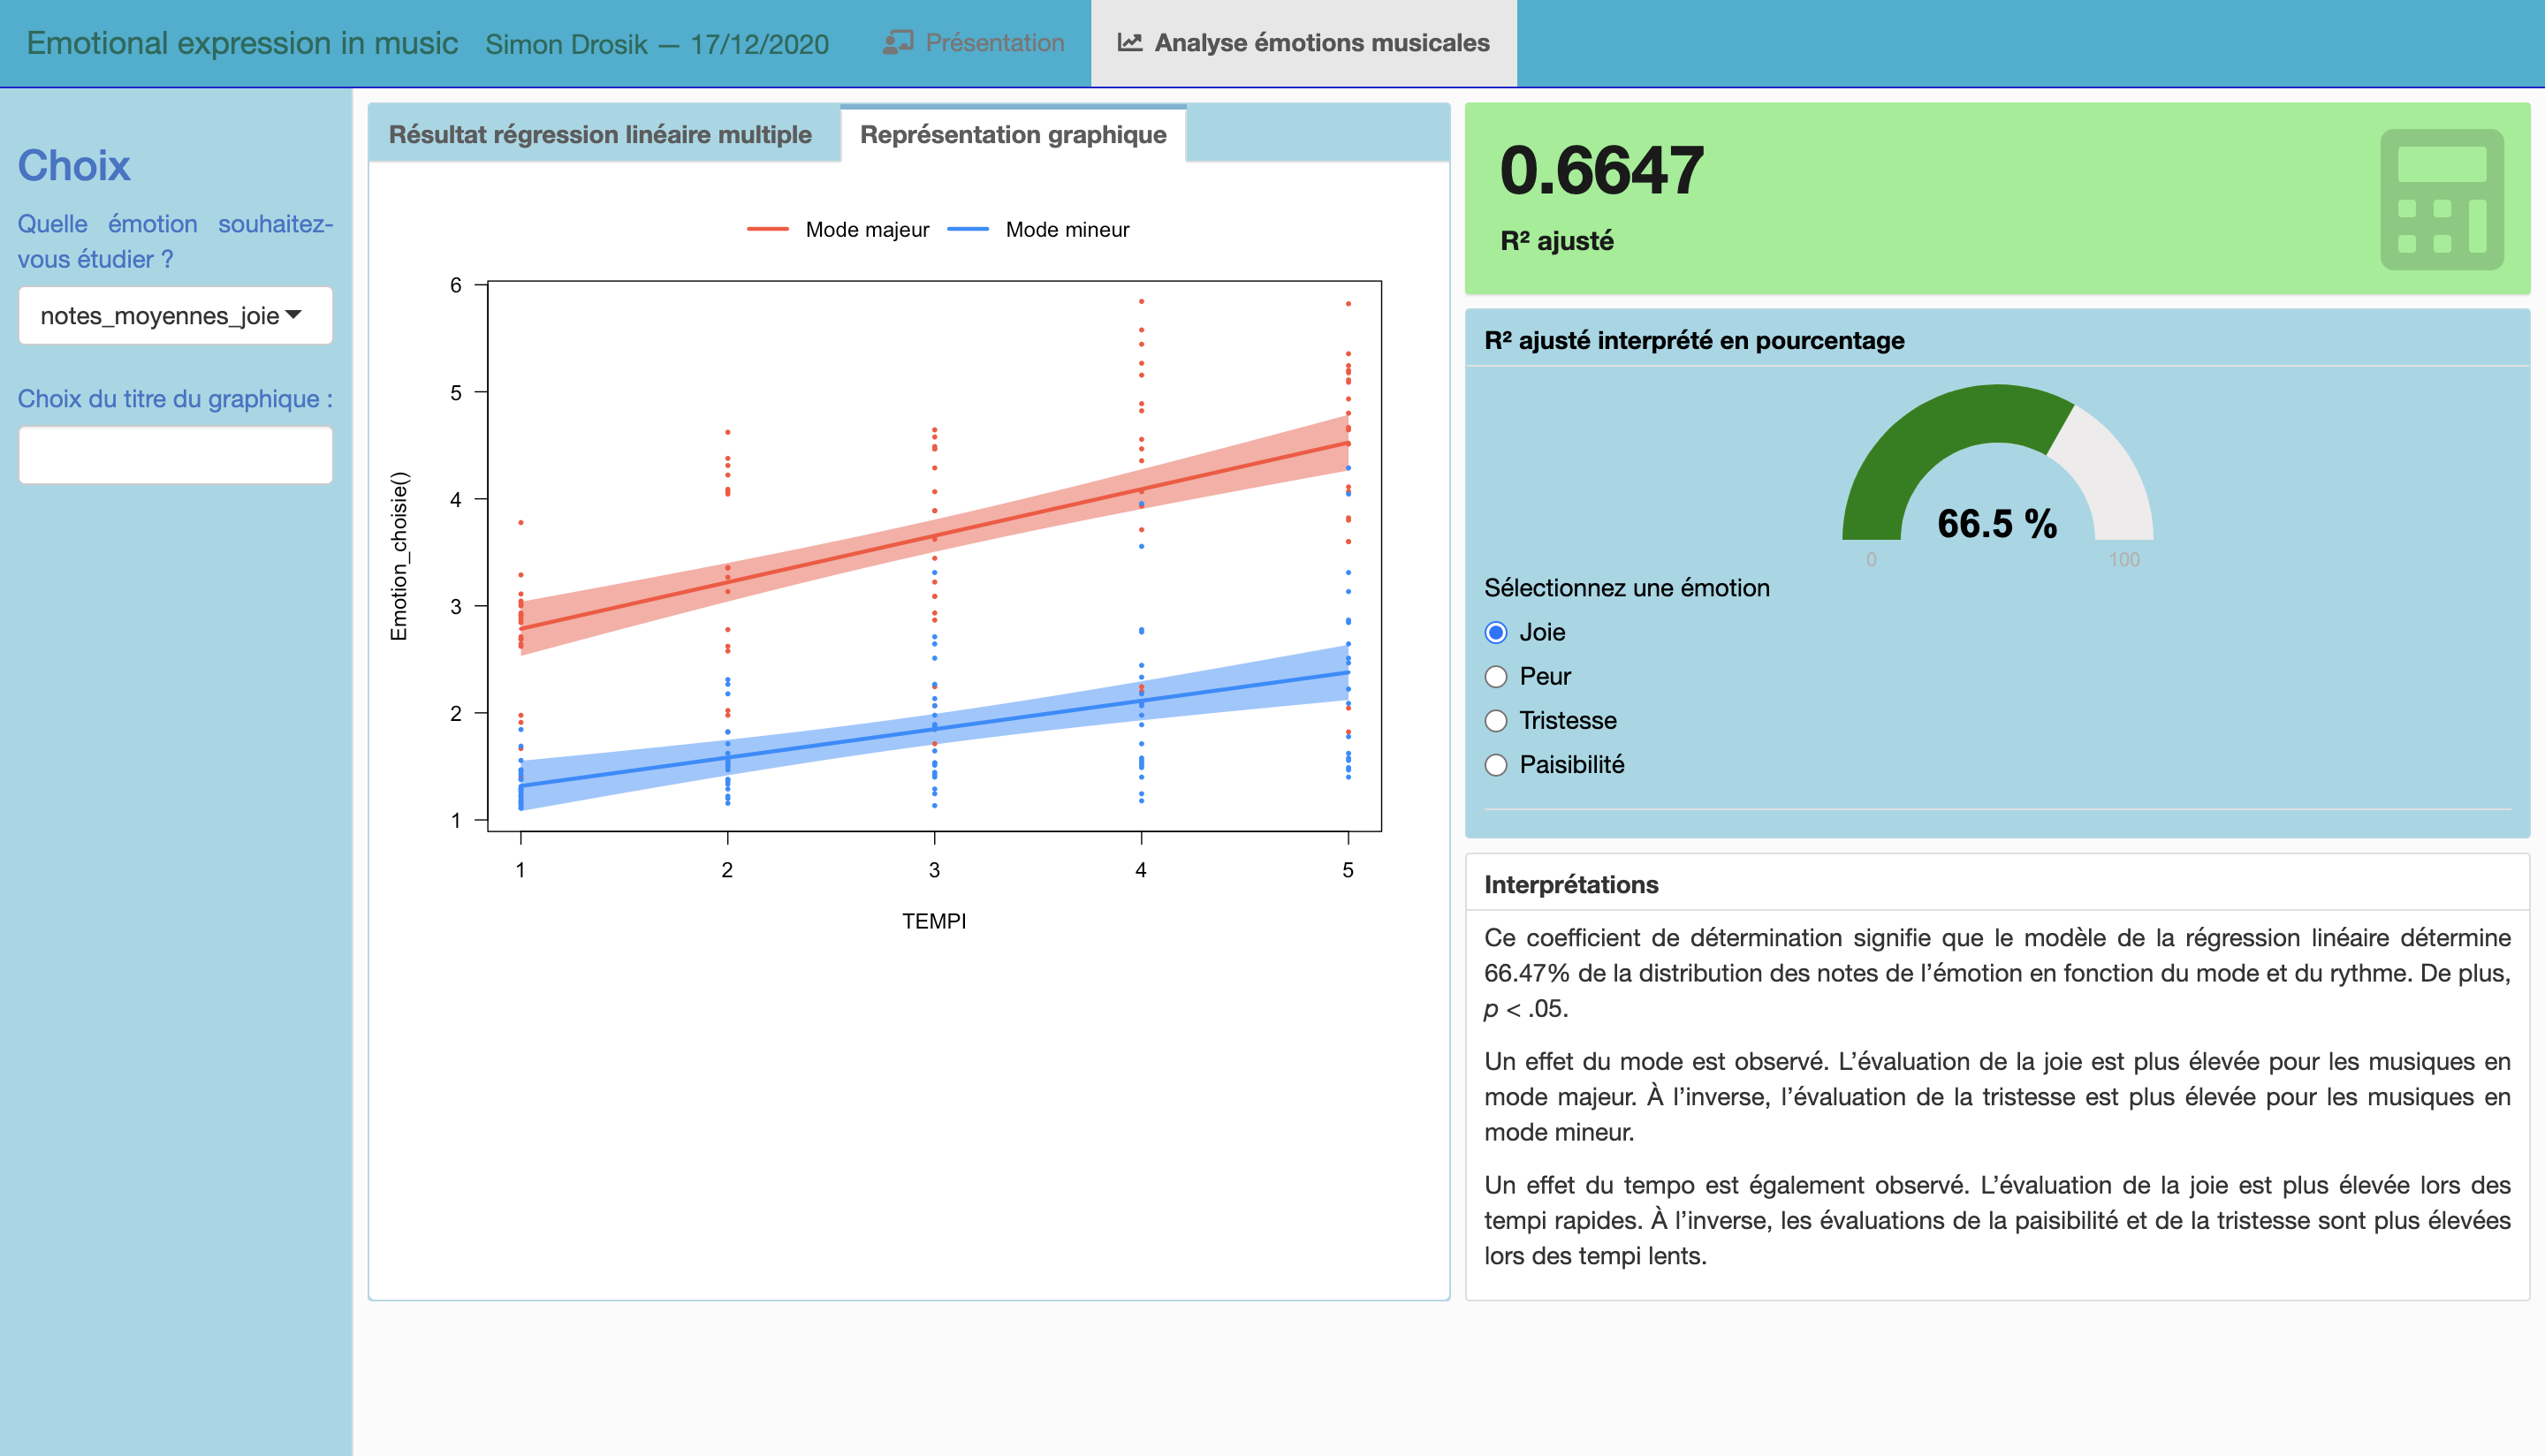 Emotional expression in music Simon Drosik — 17/12/2020 Présentation Analyse émotions musicales
Choix
Quelle émotion souhaitez-
vous étudier ?
notes_moyennes_joie
Choix du titre du graphique :
Résultat régression linéaire multiple Représentation graphique
Mode majeur Mode mineur
6
5
4
3
2
1
Emotion_choisie()
1 2 3 4 5
TEMPI
0.6647
R² ajusté
R² ajusté interprété en pourcentage
66.5 %
0 100
Sélectionnez une émotion
Joie
Peur
Tristesse
Paisibilité
Interprétations
Ce coefficient de détermination signifie que le modèle de la régression linéaire détermine
66.47% de la distribution des notes de l’émotion en fonction du mode et du rythme. De plus,
p < .05.
Un effet du mode est observé. L’évaluation de la joie est plus élevée pour les musiques en
mode majeur. À l’inverse, l’évaluation de la tristesse est plus élevée pour les musiques en
mode mineur.
Un effet du tempo est également observé. L’évaluation de la joie est plus élevée lors des
tempi rapides. À l’inverse, les évaluations de la paisibilité et de la tristesse sont plus élevées
lors des tempi lents.